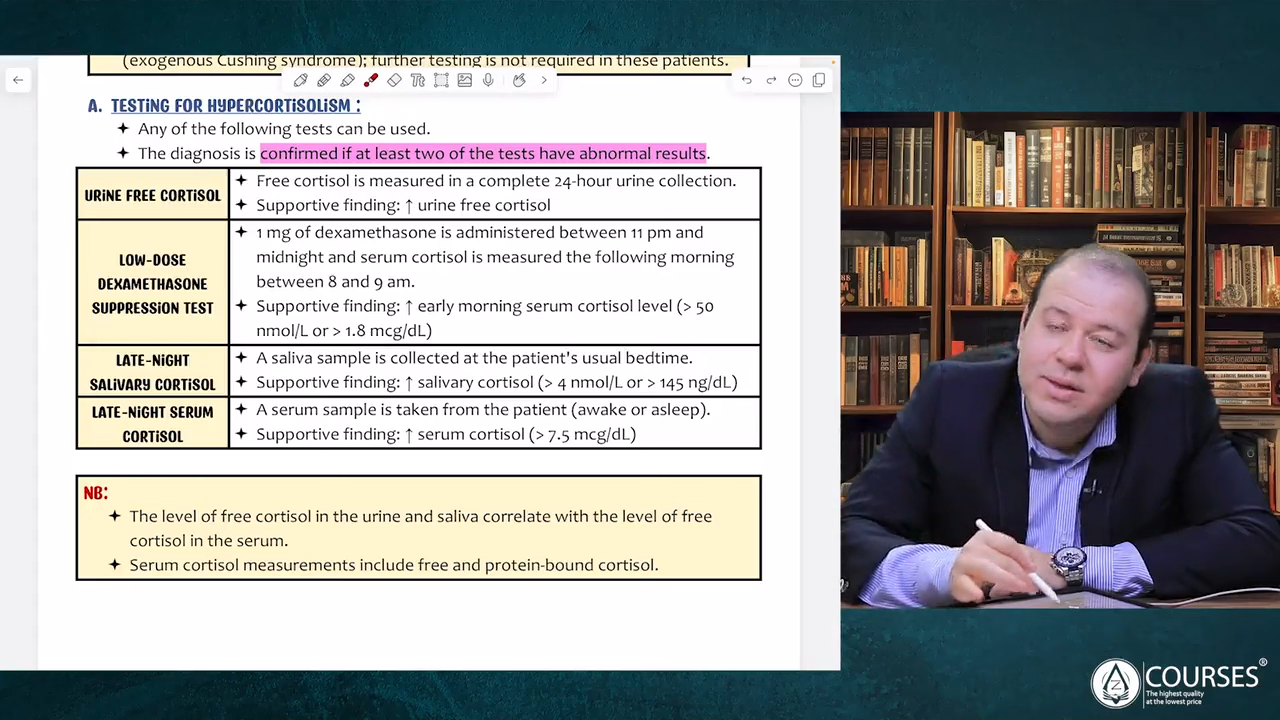 (exogenous Cushing syndrome); further testing is not required in these patients.
A. TESTING FOR HYPERCORTISOLISM :
✦ Any of the following tests can be used.
✦ The diagnosis is confirmed if at least two of the tests have abnormal results.
URINE FREE CORTISOL
✦ Free cortisol is measured in a complete 24-hour urine collection.
✦ Supportive finding: ↑ urine free cortisol
LOW-DOSE
DEXAMETHASONE
SUPPRESSION TEST
✦ 1 mg of dexamethasone is administered between 11 pm and
midnight and serum cortisol is measured the following morning
between 8 and 9 am.
✦ Supportive finding: ↑ early morning serum cortisol level (> 50
nmol/L or > 1.8 mcg/dL)
LATE-NIGHT
SALIVARY CORTISOL
✦ A saliva sample is collected at the patient's usual bedtime.
✦ Supportive finding: ↑ salivary cortisol (> 4 nmol/L or > 145 ng/dL)
LATE-NIGHT SERUM
CORTISOL
✦ A serum sample is taken from the patient (awake or asleep).
✦ Supportive finding: ↑ serum cortisol (> 7.5 mcg/dL)
NB:
✦ The level of free cortisol in the urine and saliva correlate with the level of free
cortisol in the serum.
✦ Serum cortisol measurements include free and protein-bound cortisol.
Tt
Z
COURSES®
The highest quality
at the lowest price